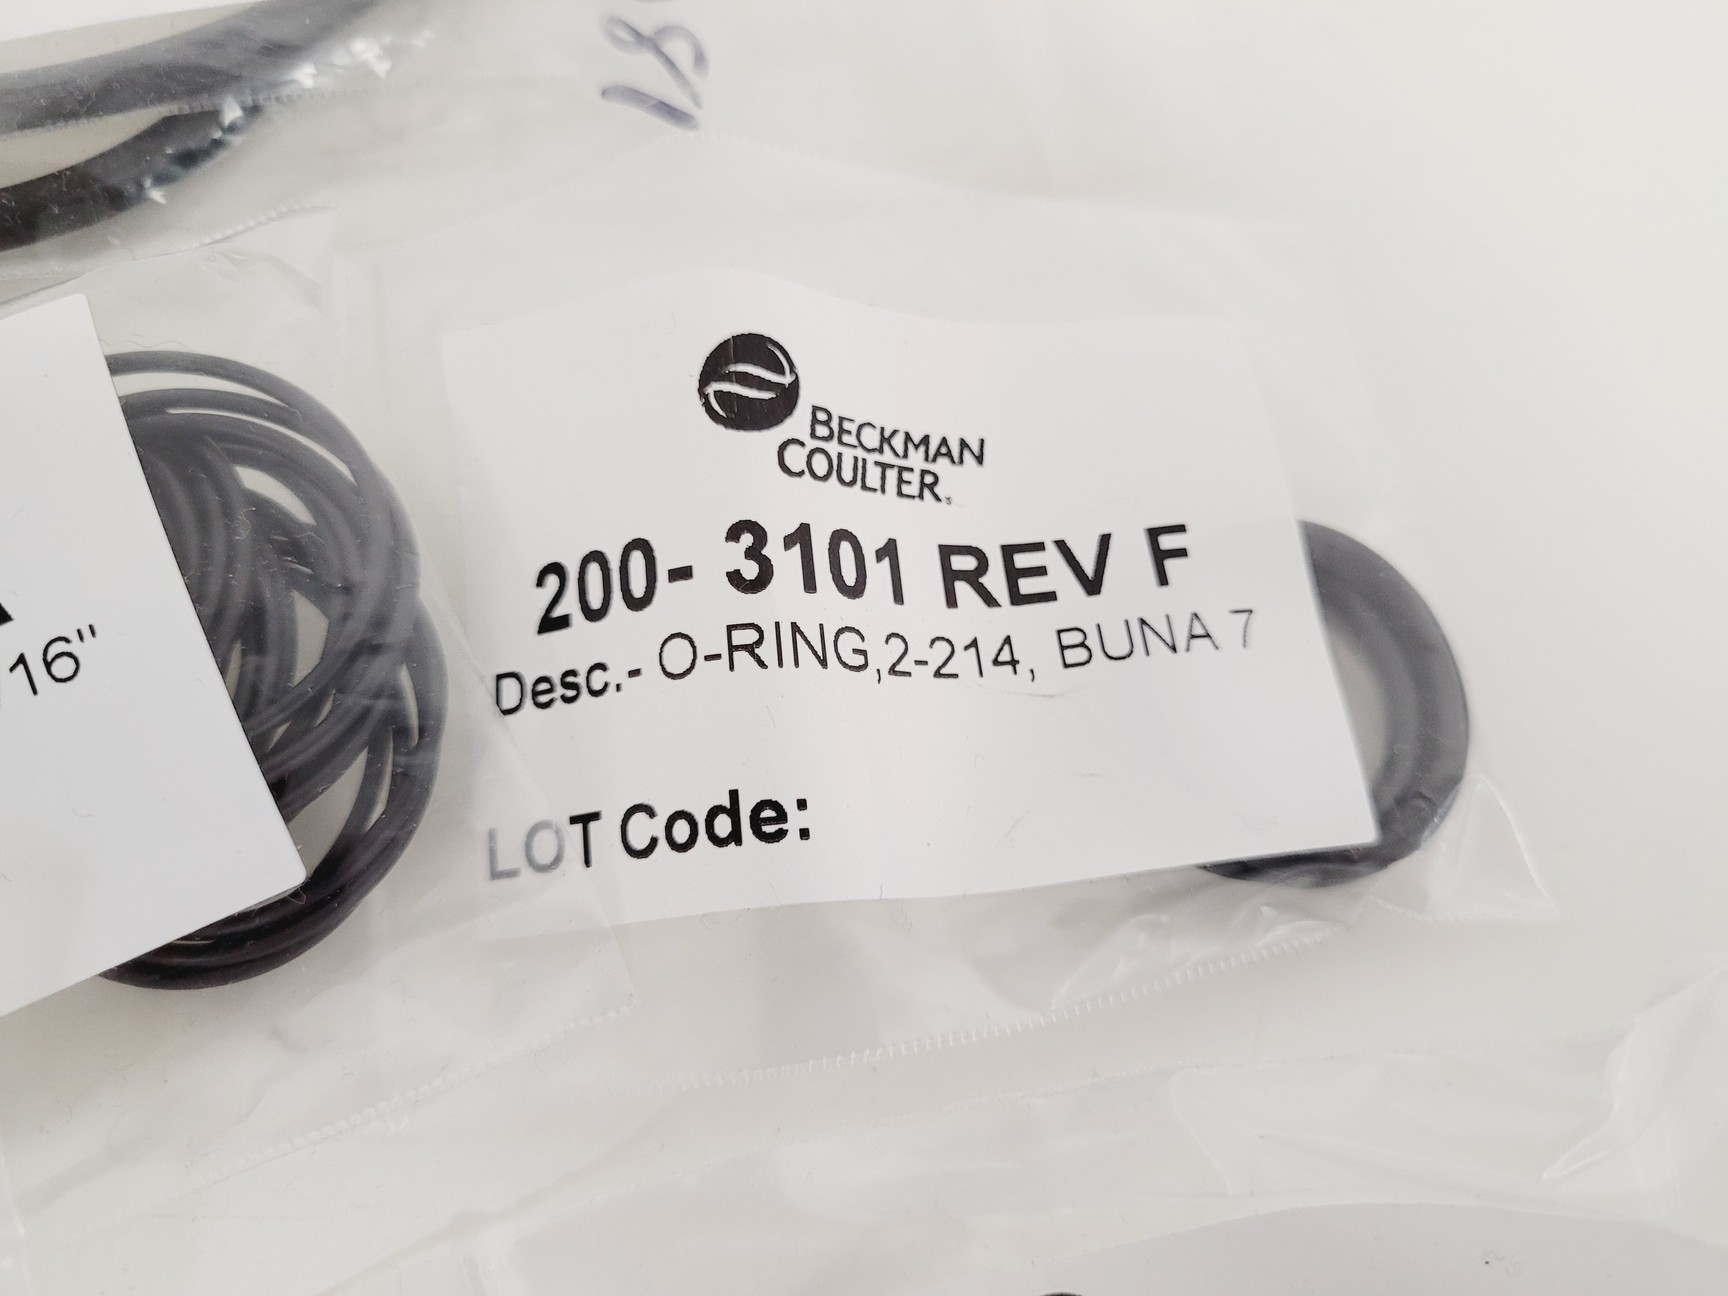 BECKMAN
COULTER
200- 3101 REV F
Desc.- O-RING,2-214, BUNA 7
LOT Code:
16"